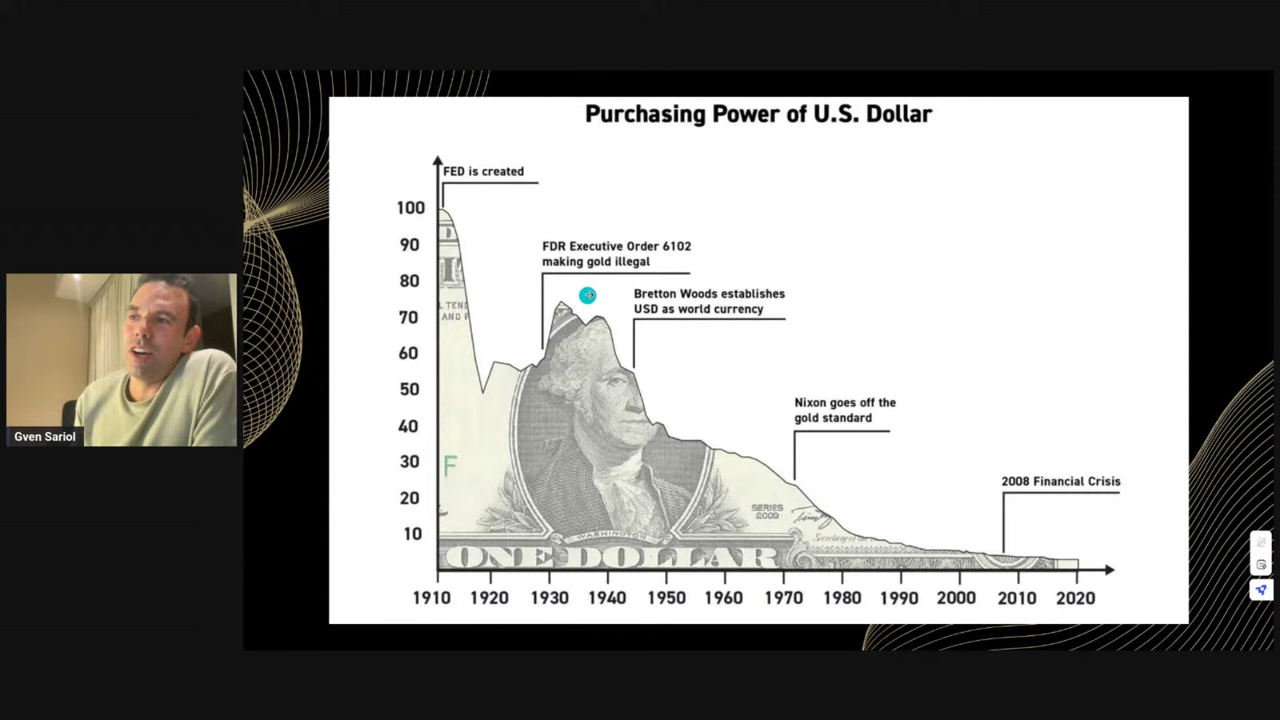 Purchasing Power of U.S. Dollar
FED is created
100
90
80
70
60
50
40
30
20
10
FDR Executive Order 6102
making gold illegal
Bretton Woods establishes
USD as world currency
Nixon goes off the
gold standard
2008 Financial Crisis
F
SERIES
2009
WASHINGTON
ONE DOLLAR
1910 1920 1930 1940 1950 1960 1970 1980 1990 2000 2010 2020
Gven Sariol